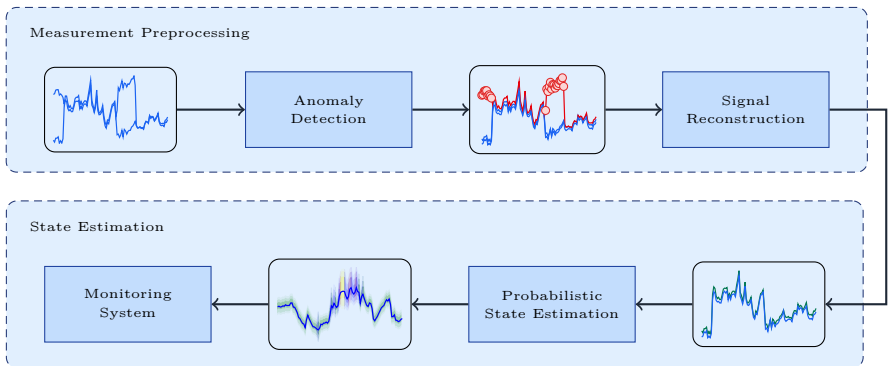 Measurement Preprocessing
Anomaly
Detection
Signal
Reconstruction
State Estimation
Monitoring
System
Probabilistic
State Estimation